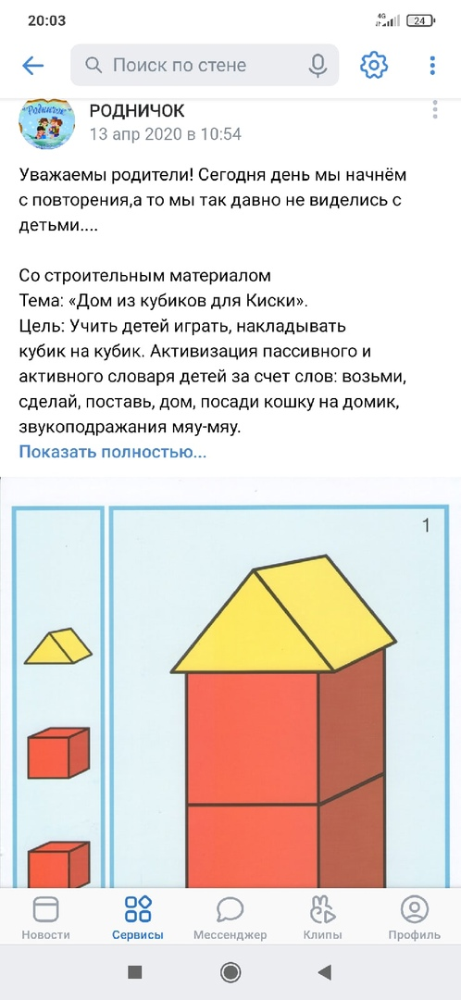 20:03
4G
24
Поиск по стене
"Родничок"
РОДНИЧОК
13 апр 2020 в 10:54
Уважаемы родители! Сегодня день мы начнём
с повторения,а то мы так давно не виделись с
детьми....
Со строительным материалом
Тема: «Дом из кубиков для Киски».
Цель: Учить детей играть, накладывать
кубик на кубик. Активизация пассивного и
активного словаря детей за счет слов: возьми,
сделай, поставь, дом, посади кошку на домик,
звукоподражания мяу-мяу.
Показать полностью...
1
Новости
Сервисы
Мессенджер
Клипы
Профиль